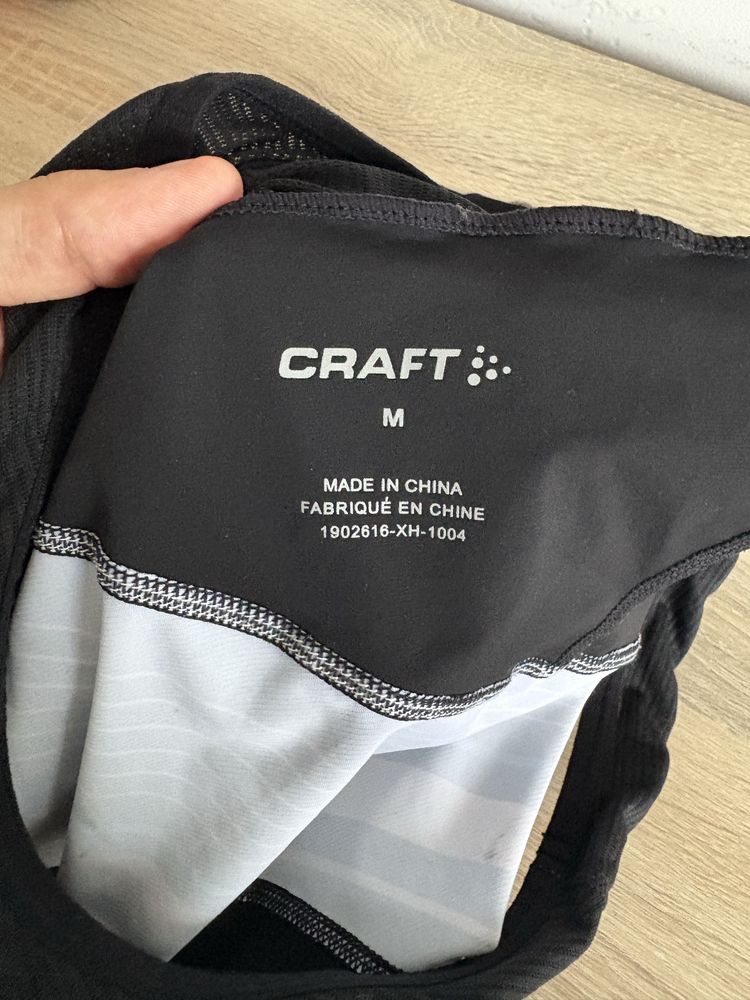 CRAFT
M
MADE IN CHINA
FABRIQUÉ EN CHINE
1902616-XH-1004